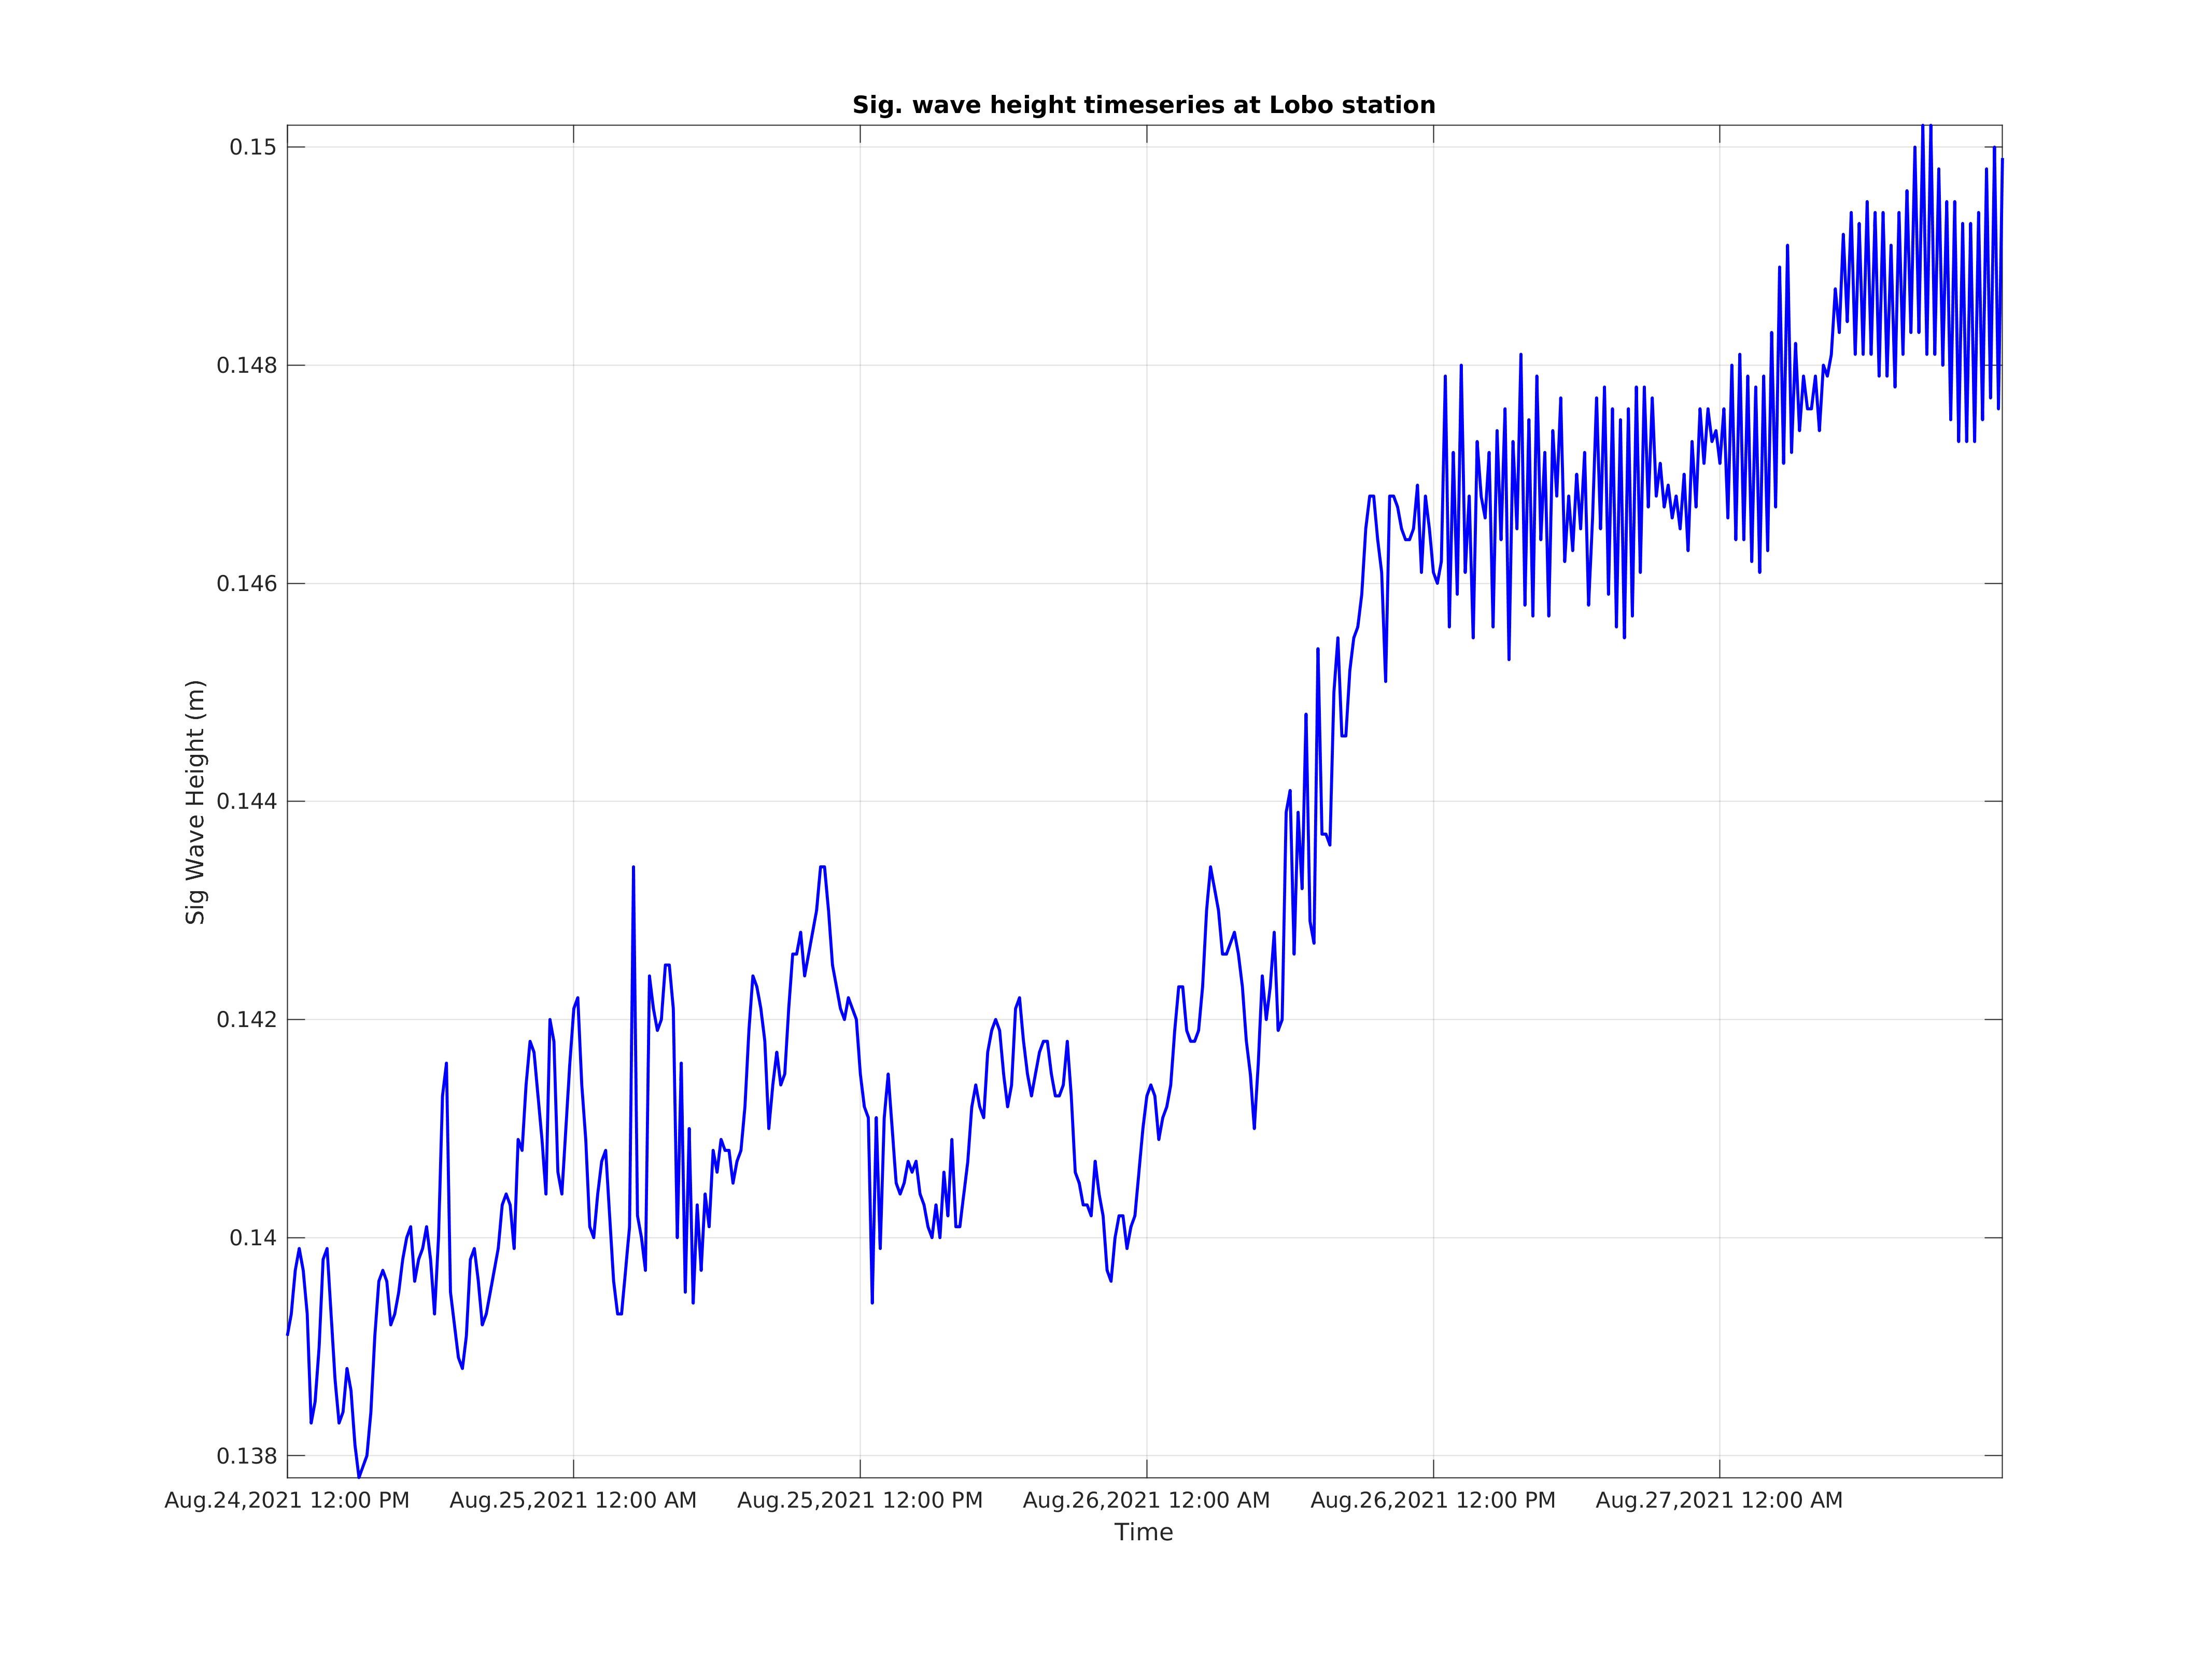 Sig. wave height timeseries at Lobo station
Sig Wave Height (m)
0.15
0.148
0.146
0.144
0.142
0.14
0.138
Aug.24,2021 12:00 PM Aug.25,2021 12:00 AM Aug.25,2021 12:00 PM Aug.26,2021 12:00 AM Aug.26,2021 12:00 PM Aug.27,2021 12:00 AM
Time